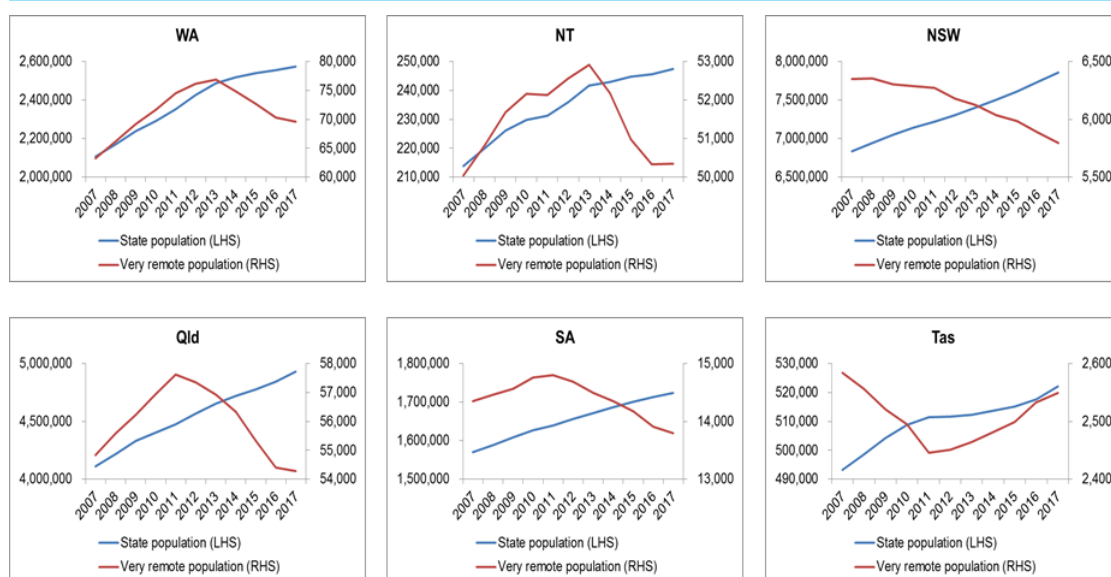 WA
2,600,000
2,400,000
2,200,000
2,000,000
80,000
75,000
70,000
65,000
60,000
2007 2008 2009 2010 2011 2012 2013 2014 2015 2016 2017
State population (LHS)
Very remote population (RHS)
NT
250,000
240,000
230,000
220,000
210,000
53,000
52,000
51,000
50,000
2007 2008 2009 2010 2011 2012 2013 2014 2015 2016 2017
State population (LHS)
Very remote population (RHS)
NSW
8,000,000
7,500,000
7,000,000
6,500,000
6,500
6,000
5,500
2007 2008 2009 2010 2011 2012 2013 2014 2015 2016 2017
State population (LHS)
Very remote population (RHS)
Qld
5,000,000
4,500,000
4,000,000
58,000
57,000
56,000
55,000
54,000
2007 2008 2009 2010 2011 2012 2013 2014 2015 2016 2017
State population (LHS)
Very remote population (RHS)
SA
1,800,000
1,700,000
1,600,000
1,500,000
15,000
14,000
13,000
2007 2008 2009 2010 2011 2012 2013 2014 2015 2016 2017
State population (LHS)
Very remote population (RHS)
Tas
530,000
520,000
510,000
500,000
490,000
2,600
2,500
2,400
2007 2008 2009 2010 2011 2012 2013 2014 2015 2016 2017
State population (LHS)
Very remote population (RHS)